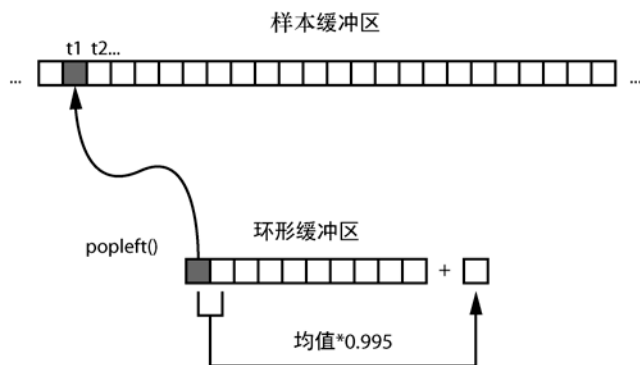 样本缓冲区
t1 t2...
... ...
环形缓冲区
popleft()
+
均值*0.995